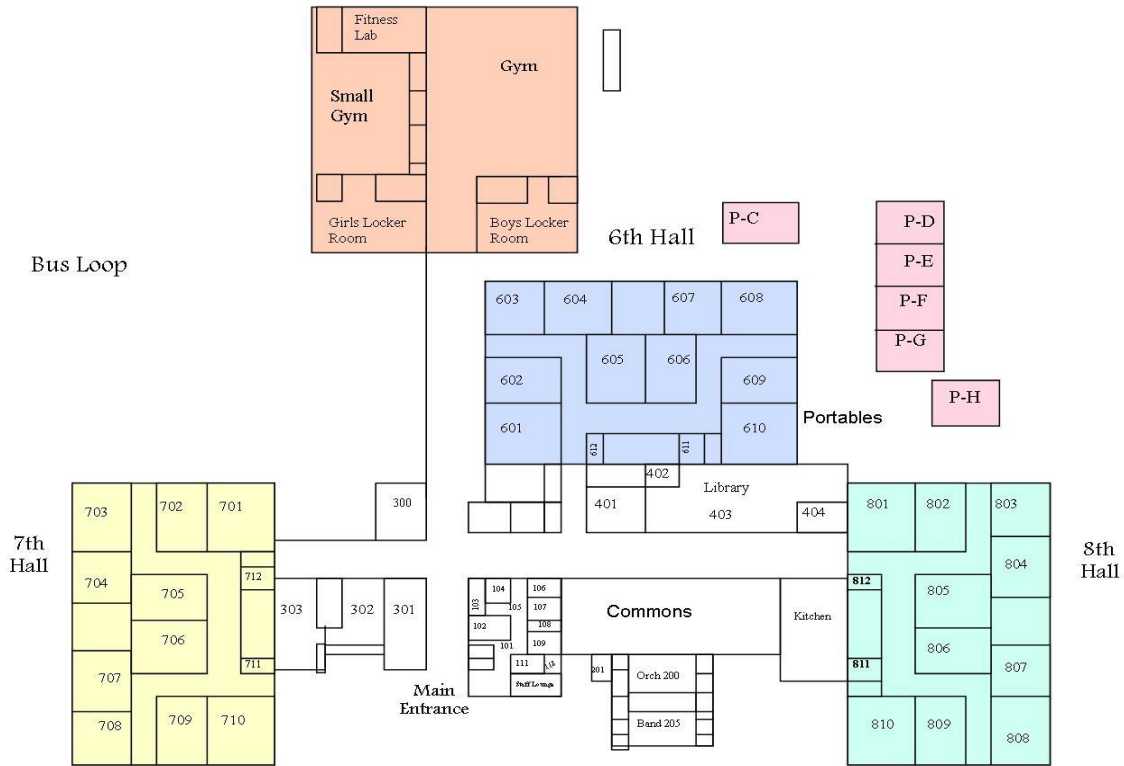 Fitness
Lab
Gym
Small
Gym
Girls Locker
Room
Boys Locker
Room
6th Hall
P-C
P-D
P-E
P-F
P-G
P-H
Bus Loop
603
604
607
608
605
606
602
609
601
610
Portables
612
611
402
Library
401
403
404
300
7th
Hall
703
702
701
704
712
705
706
711
707
708
709
710
303
302
301
103
104
105
106
107
108
102
101
109
111
112
Staff Lounge
Main
Entrance
Commons
Kitchen
201
Orch 200
Band 205
801
802
803
804
812
805
806
811
807
810
809
808
8th
Hall